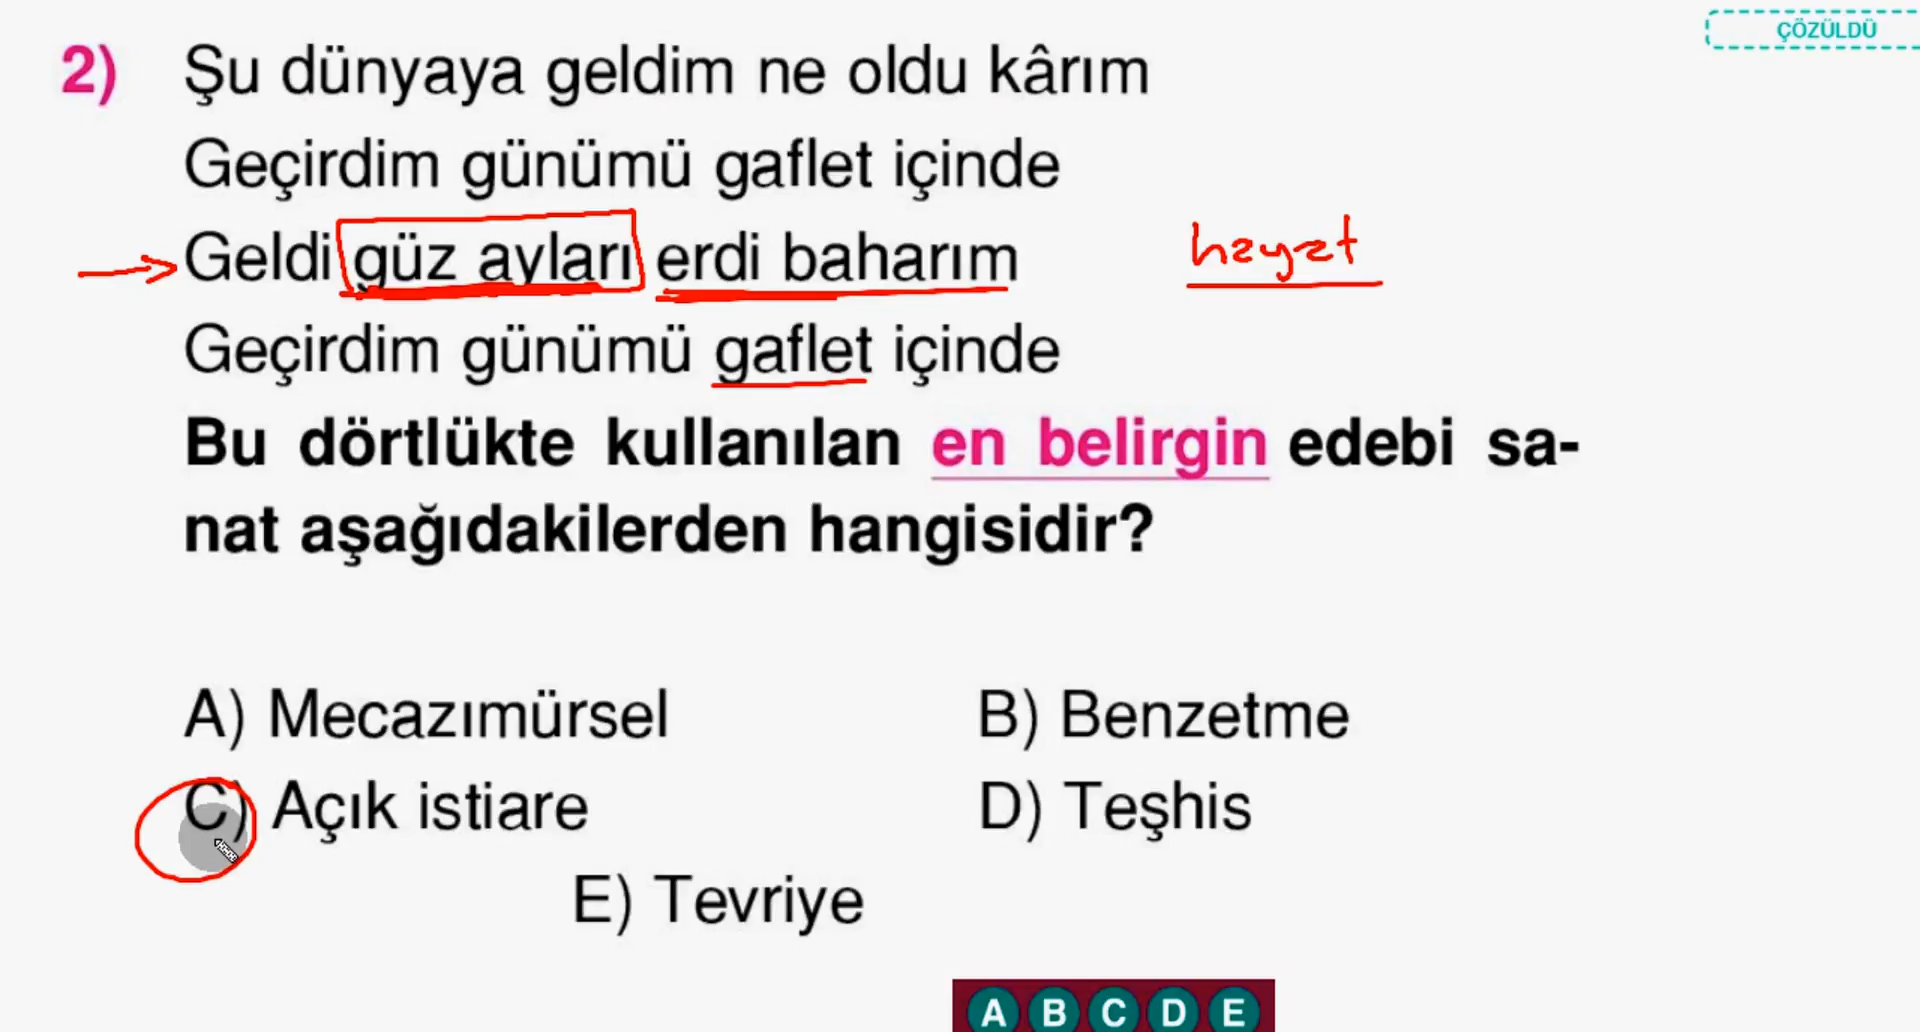 ÇÖZÜLDÜ
2) Şu dünyaya geldim ne oldu kârım
Geçirdim günümü gaflet içinde
Geldi güz ayları erdi baharım
hayat
Geçirdim günümü gaflet içinde
Bu dörtlükte kullanılan en belirgin edebi sa-
nat aşağıdakilerden hangisidir?
A) Mecazımürsel
B) Benzetme
C) Açık istiare
D) Teşhis
E) Tevriye
A B C D E